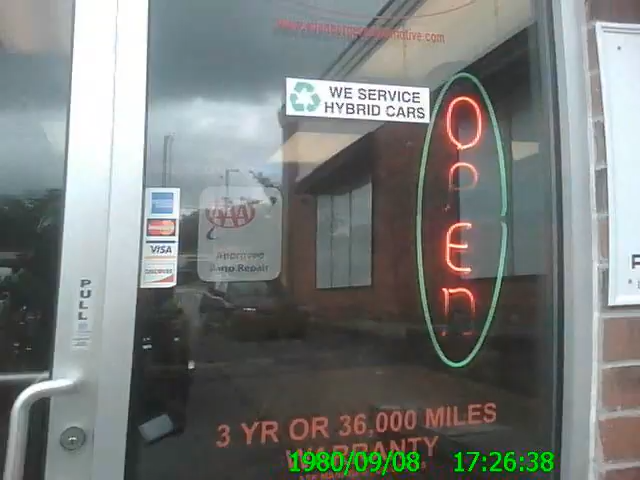 WE SERVICE
HYBRID CARS
OPEN
VISA
DISCOVER
AAA
Approved
Auto Repair
PULL
3 YR OR 36,000 MILES
WARRANTY
1980/09/08 17:26:38